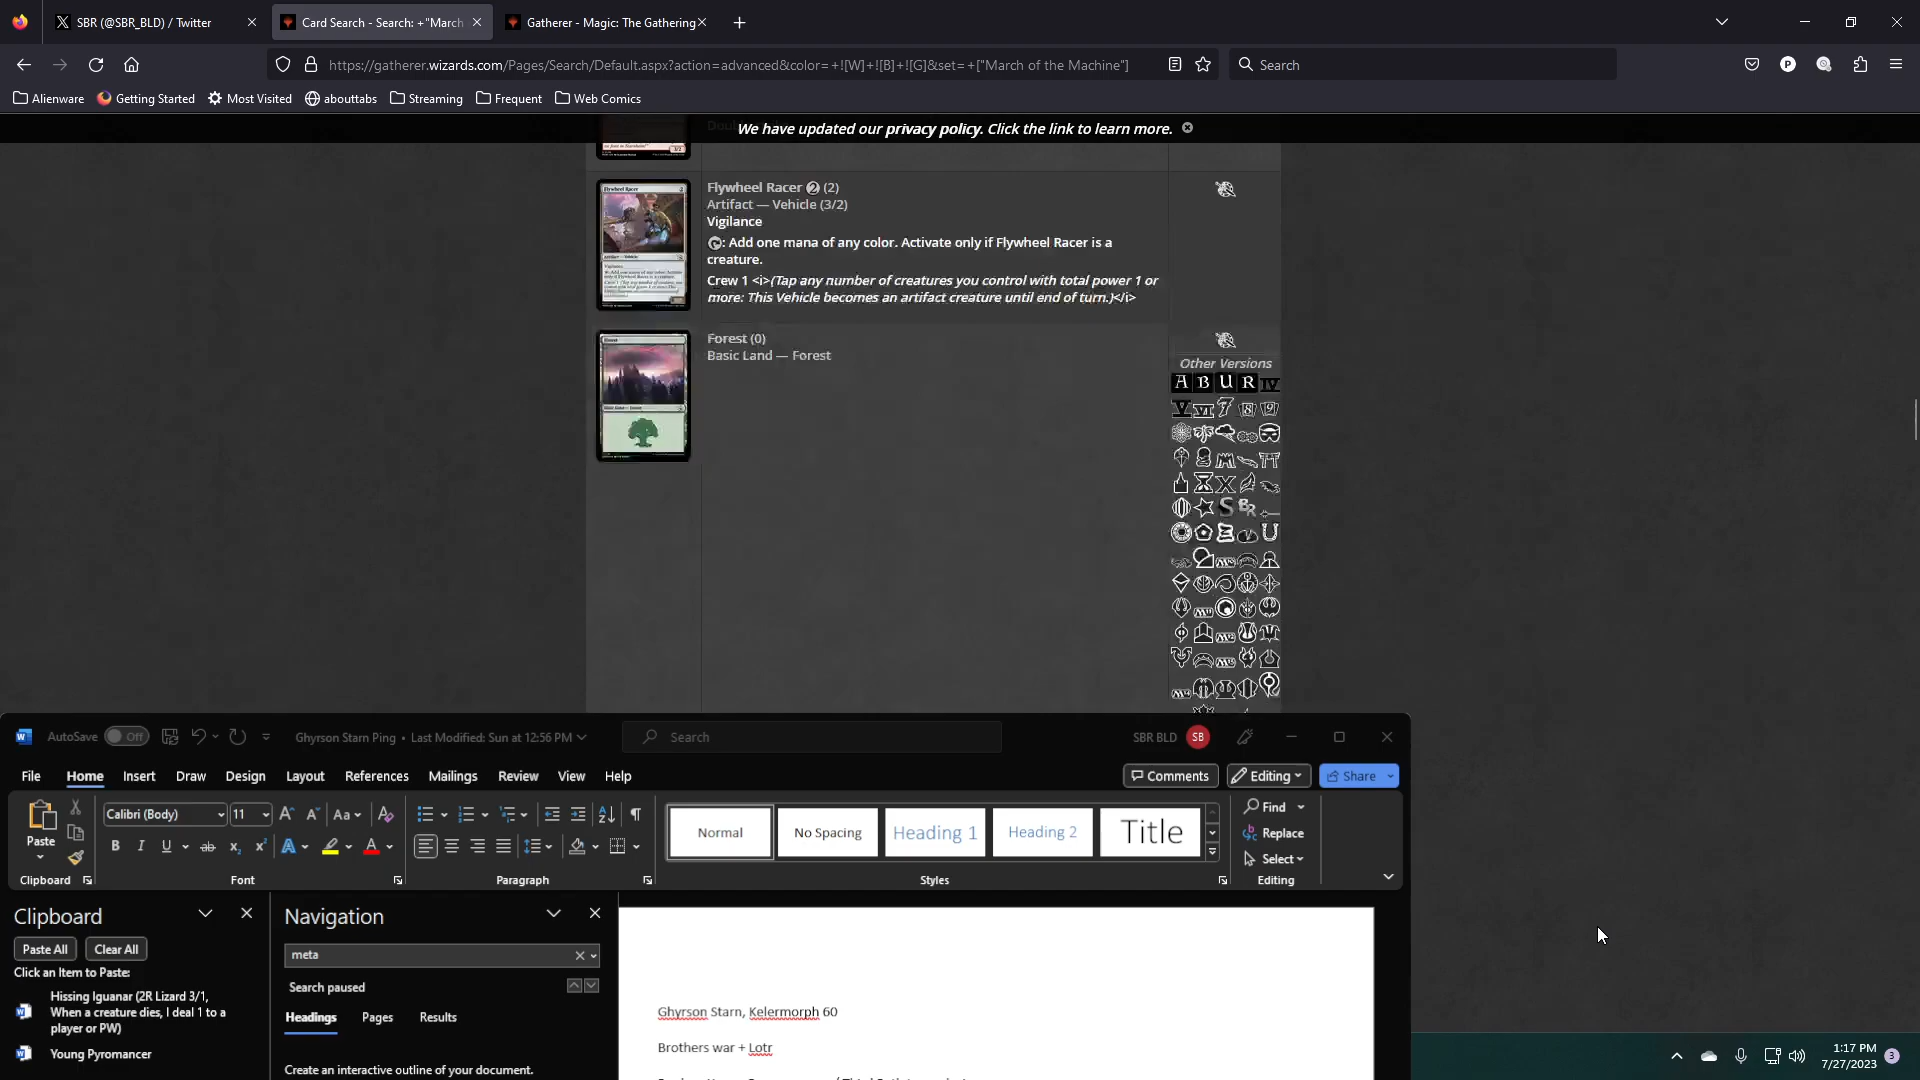 SBR (@SBR_BLD) / Twitter
Card Search - Search: +"March
Gatherer - Magic: The Gathering
https://gatherer.wizards.com/Pages/Search/Default.aspx?action=advanced&color=+![W]+![B]+![G]&set=+["March of the Machine"]
Search
Alienware
Getting Started
Most Visited
abouttabs
Streaming
Frequent
Web Comics
We have updated our privacy policy. Click the link to learn more.
Flywheel Racer 2 (2)
Artifact — Vehicle (3/2)
Vigilance
: Add one mana of any color. Activate only if Flywheel Racer is a
creature.
Crew 1 <i>(Tap any number of creatures you control with total power 1 or
more: This Vehicle becomes an artifact creature until end of turn.)</i>
Forest (0)
Basic Land — Forest
Other Versions
AutoSave Off
Ghyrson Starn Ping • Last Modified: Sun at 12:56 PM
Search
SBR BLD SB
File Home Insert Draw Design Layout References Mailings Review View Help
Comments
Editing
Share
Paste
Calibri (Body) 11
Normal
No Spacing
Heading 1
Heading 2
Title
Find
Replace
Select
Clipboard
Font
Paragraph
Styles
Editing
Clipboard
Paste All Clear All
Click an Item to Paste:
Hissing Iguanar (2R Lizard 3/1,
When a creature dies, I deal 1 to a
player or PW)
Young Pyromancer
Navigation
meta
Search paused
Headings Pages Results
Create an interactive outline of your document.
Ghyrson Starn, Kelermorph 60
Brothers war + Lotr
1:17 PM
7/27/2023
3